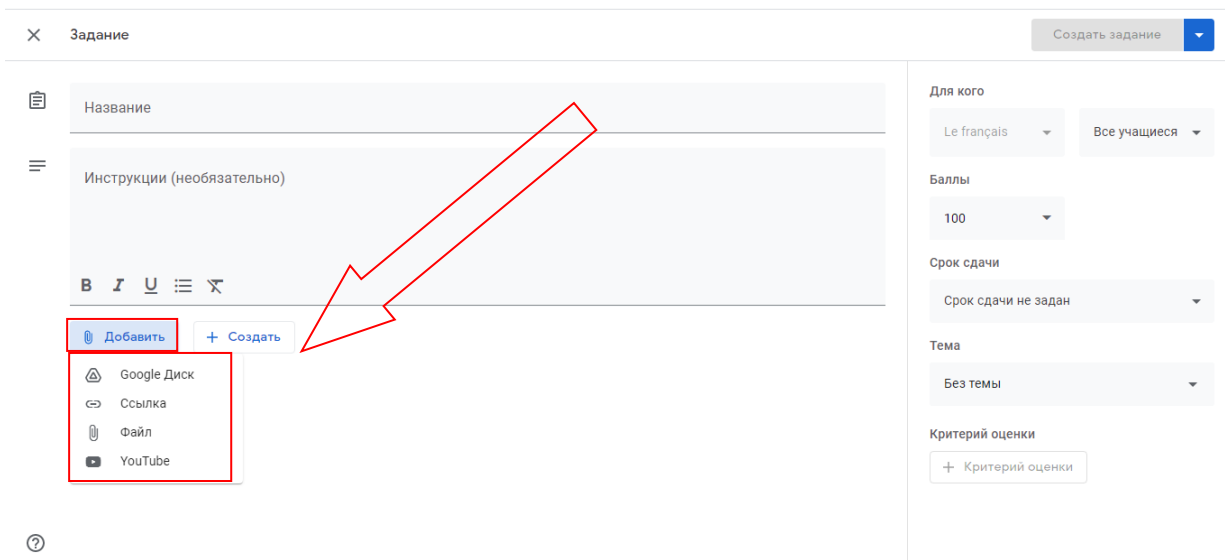 Задание
Создать задание
Название
Инструкции (необязательно)
B I U
Добавить
Создать
Google Диск
Ссылка
Файл
YouTube
Для кого
Le français
Все учащиеся
Баллы
100
Срок сдачи
Срок сдачи не задан
Тема
Без темы
Критерий оценки
+ Критерий оценки